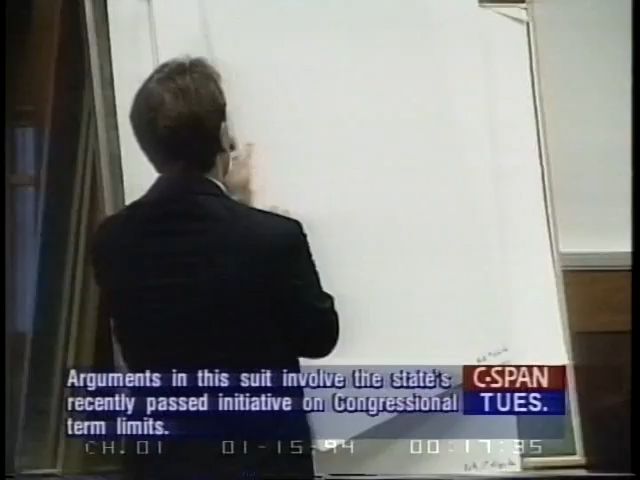 Arguments in this suit involve the state's
recently passed initiative on Congressional
term limits.
C-SPAN
TUES.
CH.01 01-15-94 00:17:35